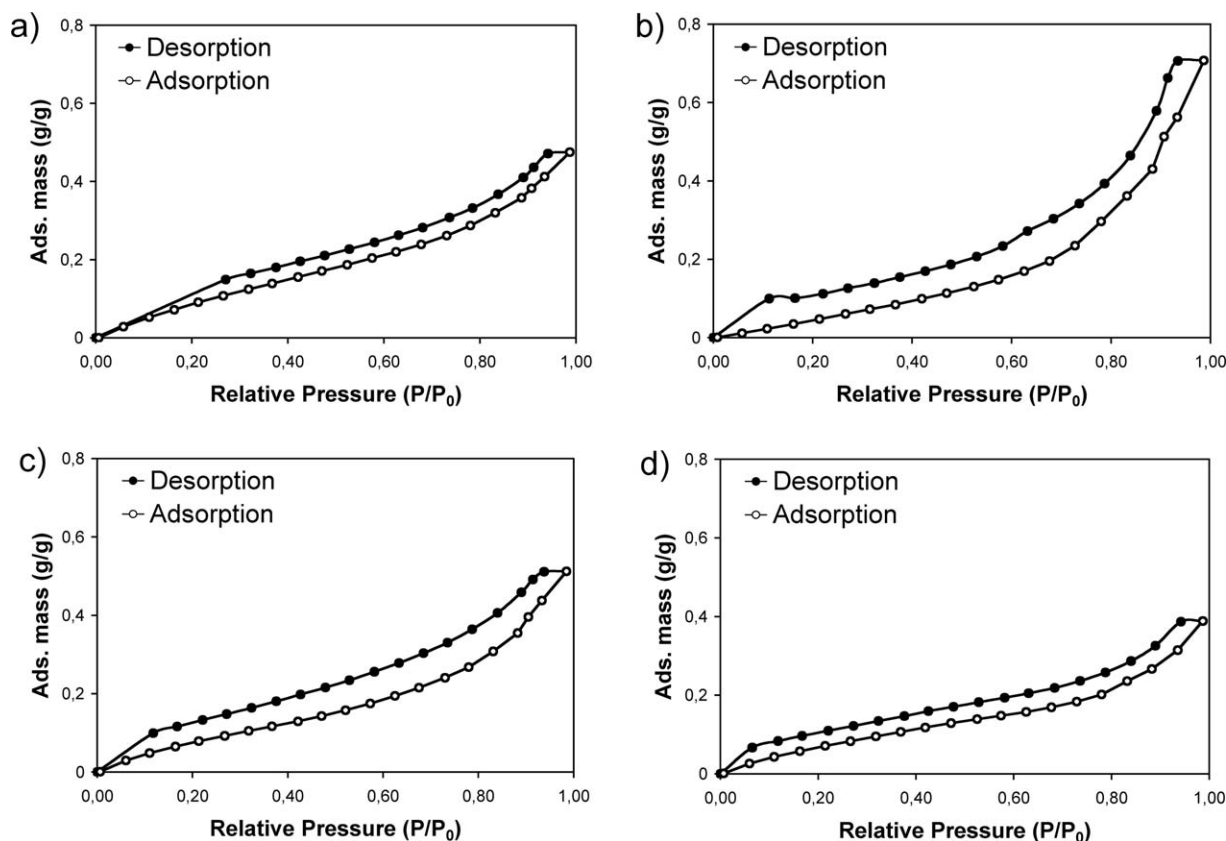 a)
Desorption
Adsorption
Ads. mass (g/g)
0,8
0,6
0,4
0,2
0
0,00 0,20 0,40 0,60 0,80 1,00
Relative Pressure (P/P₀)
b)
Desorption
Adsorption
Ads. mass (g/g)
0,8
0,6
0,4
0,2
0
0,00 0,20 0,40 0,60 0,80 1,00
Relative Pressure (P/P₀)
c)
Desorption
Adsorption
Ads. mass (g/g)
0,8
0,6
0,4
0,2
0
0,00 0,20 0,40 0,60 0,80 1,00
Relative Pressure (P/P₀)
d)
Desorption
Adsorption
Ads. mass (g/g)
0,8
0,6
0,4
0,2
0
0,00 0,20 0,40 0,60 0,80 1,00
Relative Pressure (P/P₀)